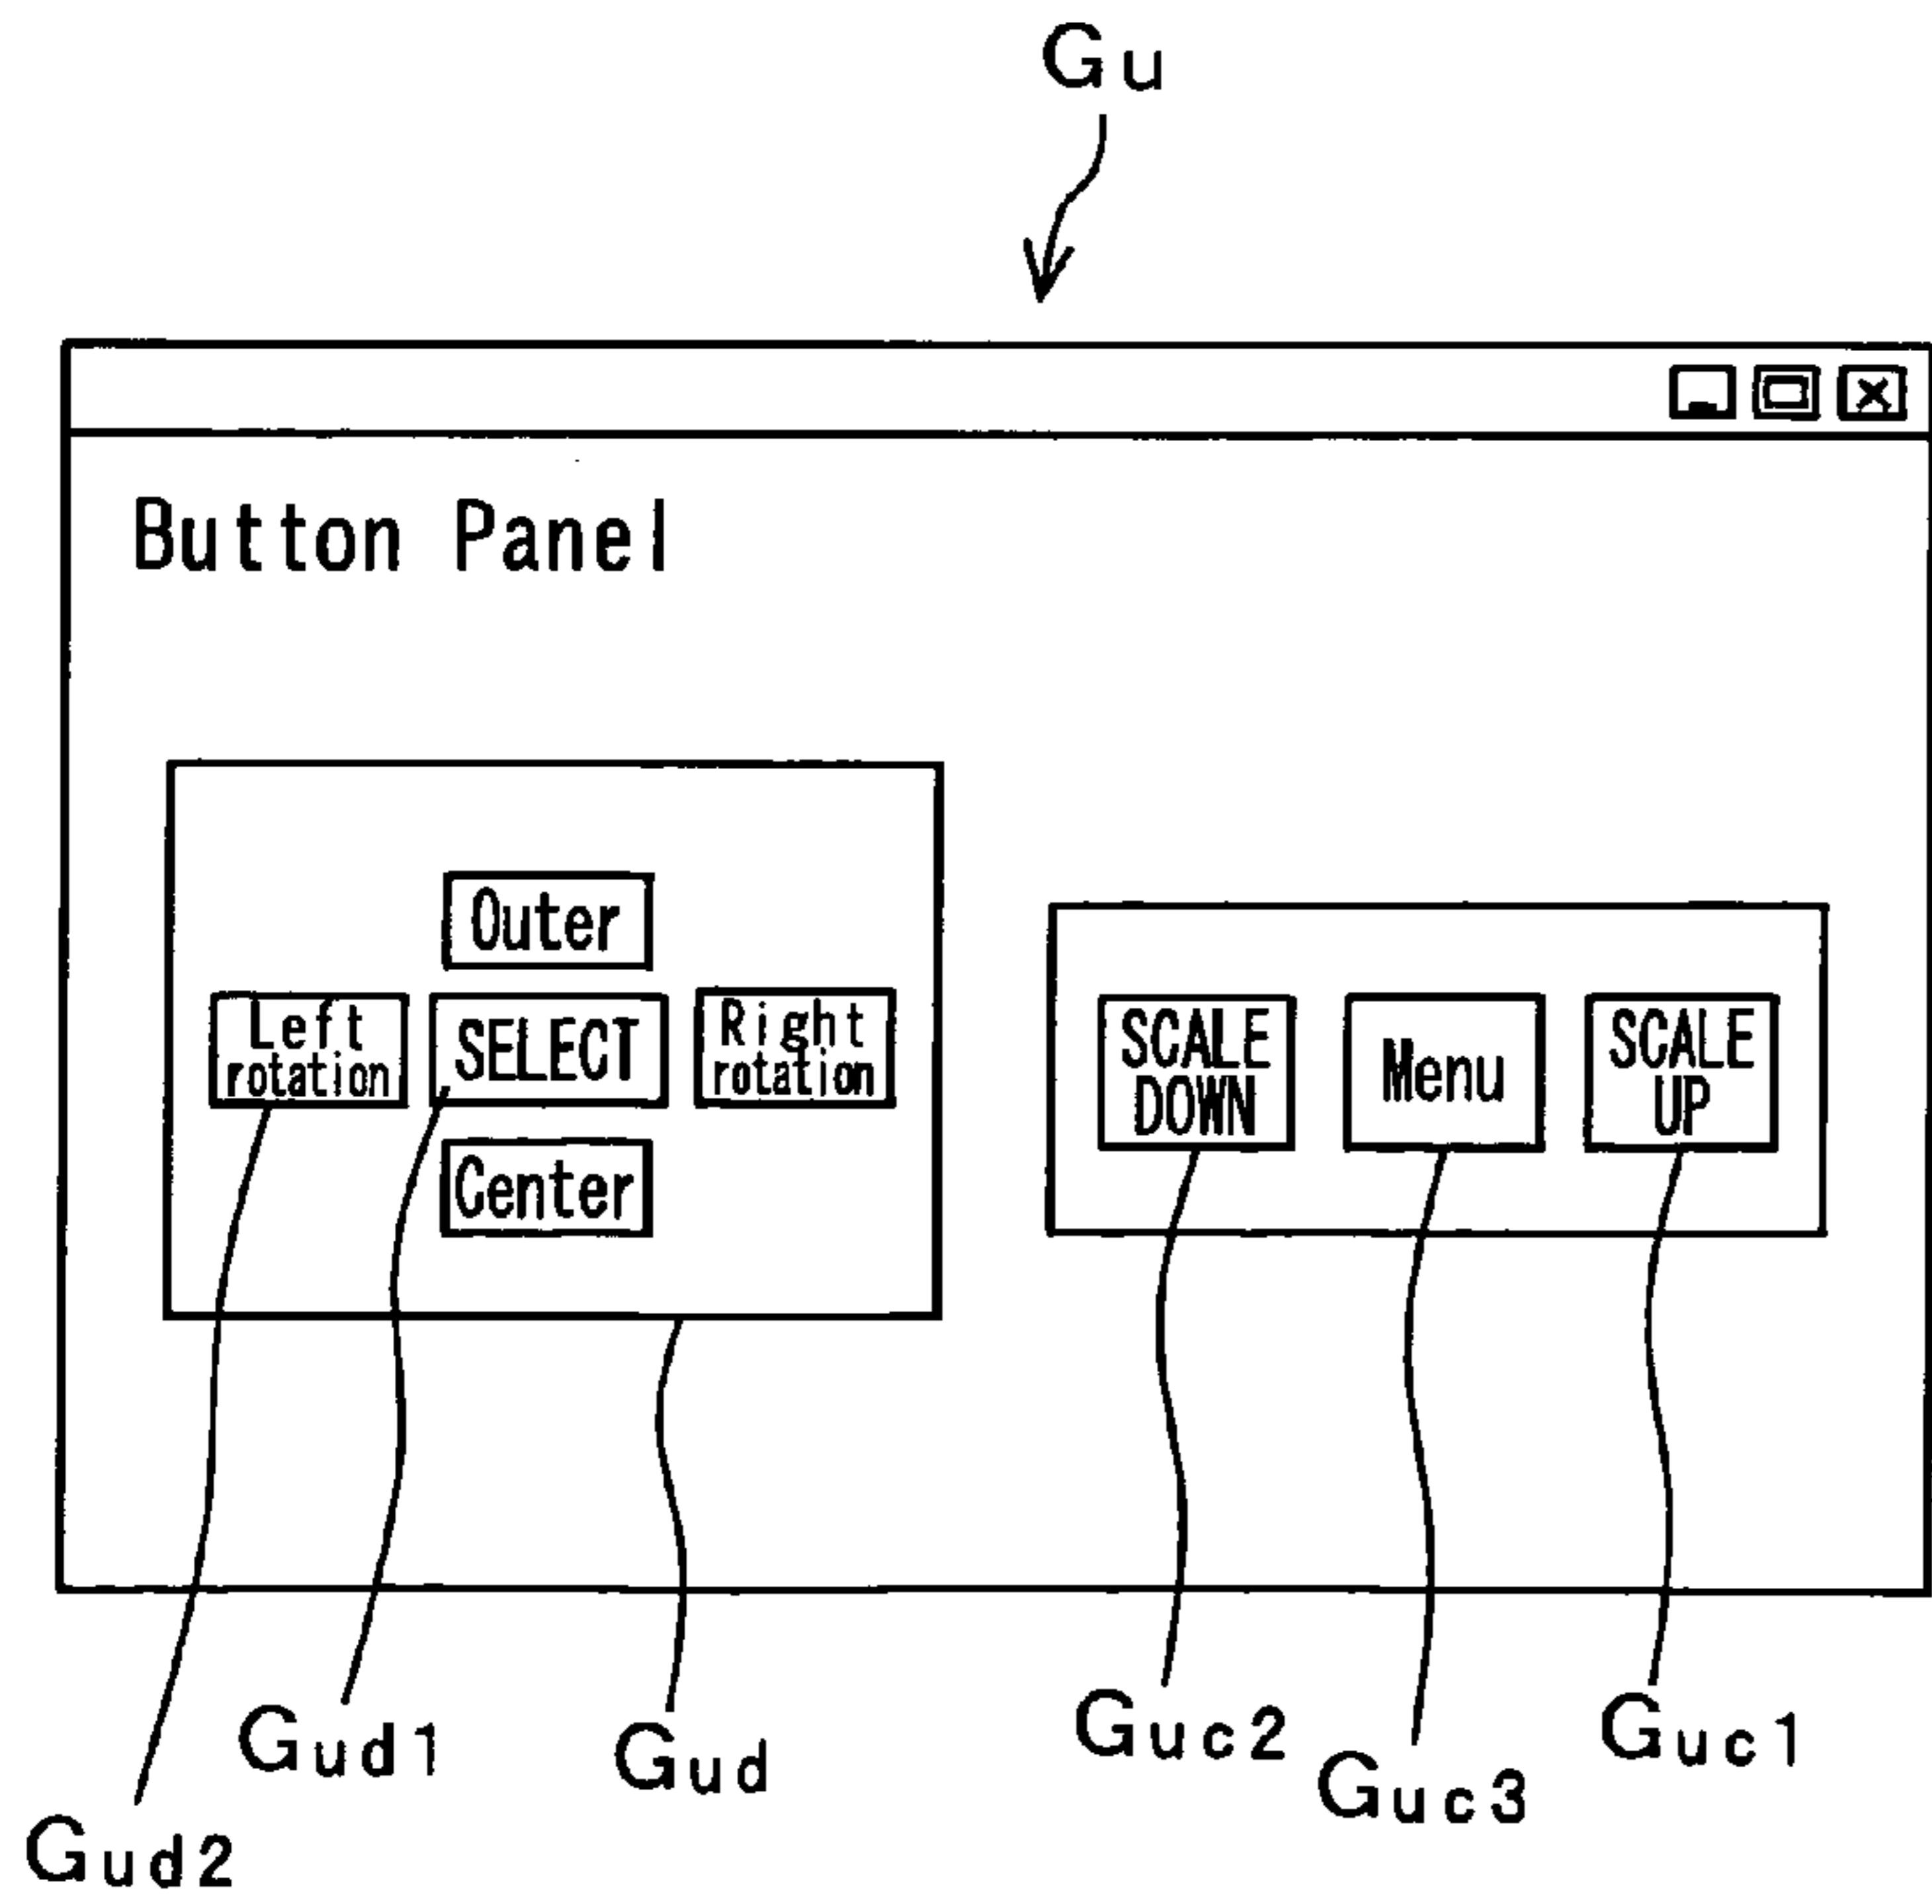 Gu
Button Panel
Outer
Left
rotation
SELECT
Right
rotation
Center
SCALE
DOWN
Menu
SCALE
UP
Gud2
Gud1
Gud
Guc2
Guc3
Guc1